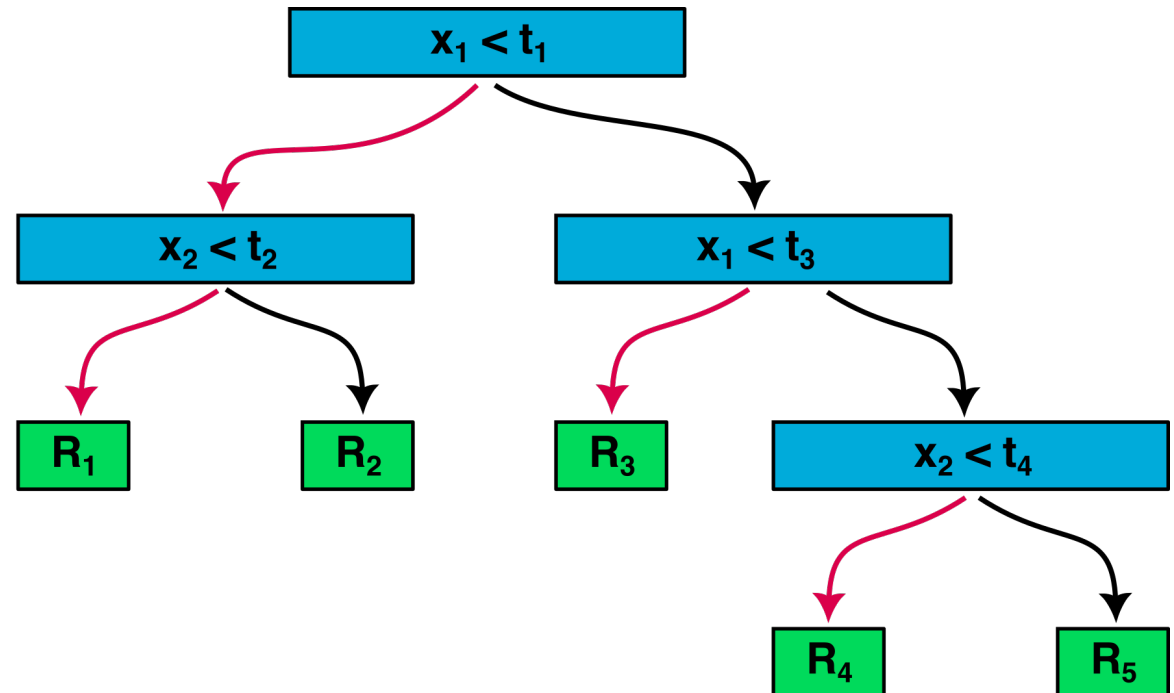 x₁ < t₁
x₂ < t₂
x₁ < t₃
R₁
R₂
R₃
x₂ < t₄
R₄
R₅